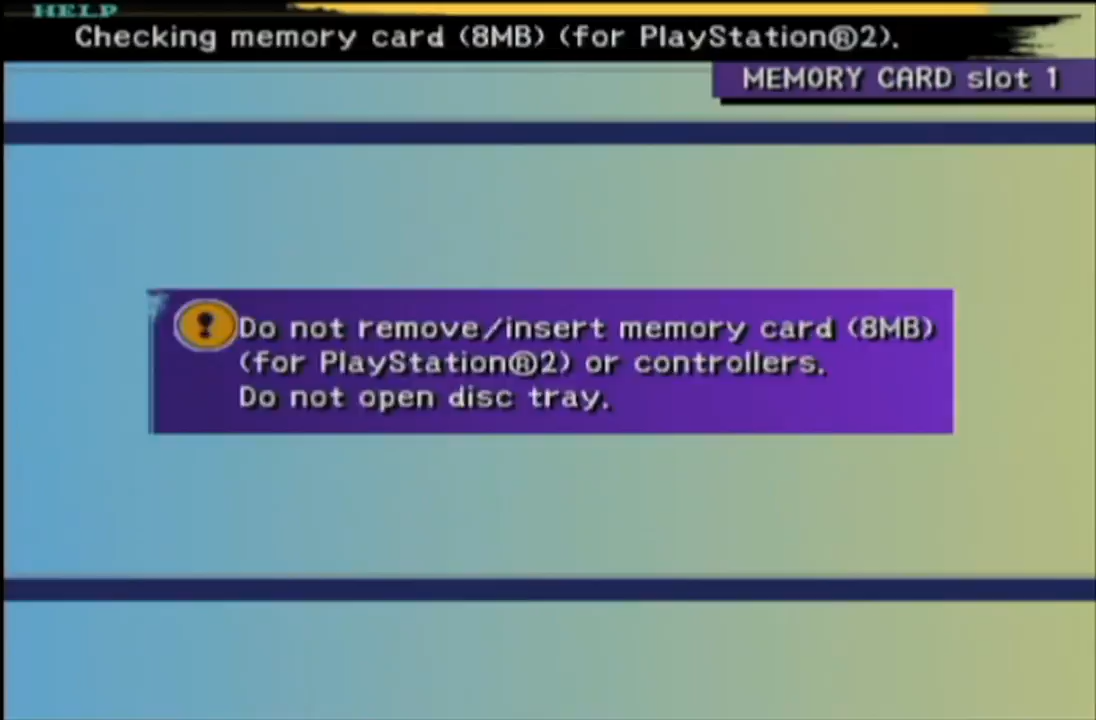 HELP
Checking memory card (8MB) (for PlayStation®2).
MEMORY CARD slot 1
Do not remove/insert memory card (8MB)
(for PlayStation®2) or controllers.
Do not open disc tray.